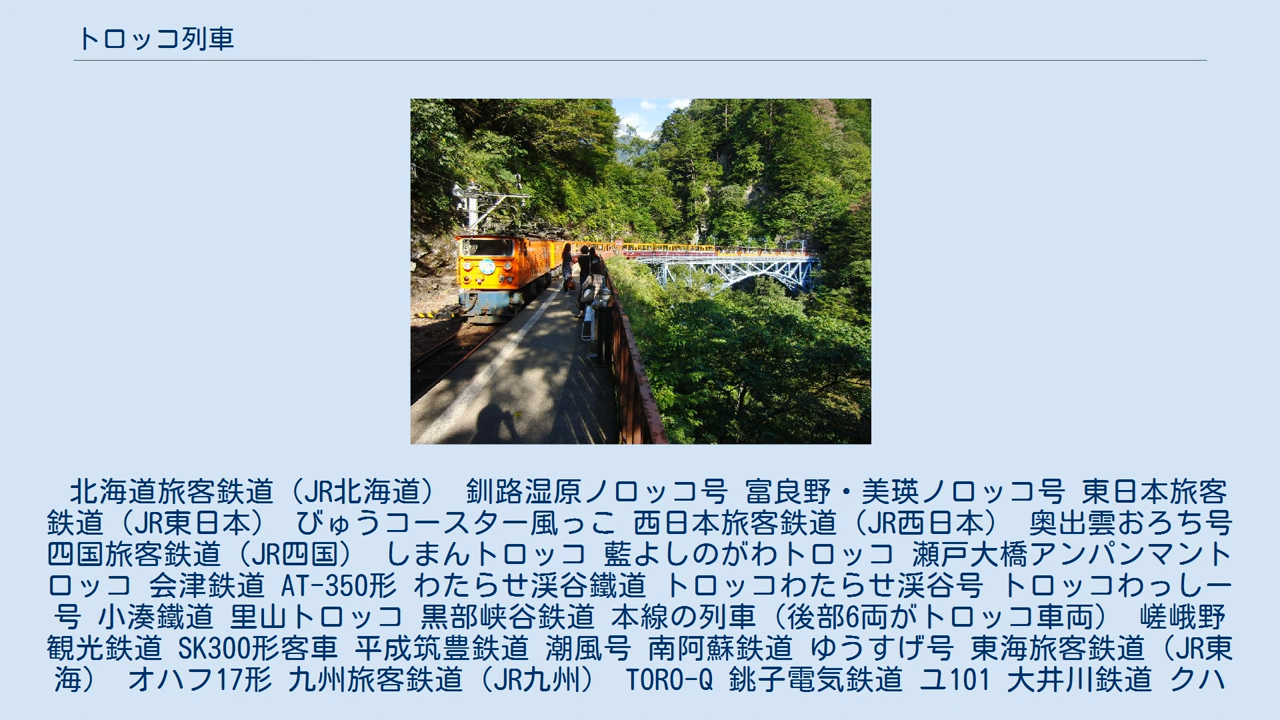 トロッコ列車
北海道旅客鉄道（JR北海道） 釧路湿原ノロッコ号 富良野・美瑛ノロッコ号 東日本旅客
鉄道（JR東日本） びゅうコースター風っこ 西日本旅客鉄道（JR西日本） 奥出雲おろち号
四国旅客鉄道（JR四国） しまんトロッコ 藍よしのがわトロッコ 瀬戸大橋アンパンマント
ロッコ 会津鉄道 AT-350形 わたらせ渓谷鐵道 トロッコわたらせ渓谷号 トロッコわっしー
号 小湊鐵道 里山トロッコ 黒部峡谷鉄道 本線の列車（後部6両がトロッコ車両） 嵯峨野
観光鉄道 SK300形客車 平成筑豊鉄道 潮風号 南阿蘇鉄道 ゆうすげ号 東海旅客鉄道（JR東
海） オハフ17形 九州旅客鉄道（JR九州） TORO-Q 銚子電気鉄道 ユ101 大井川鉄道 クハ